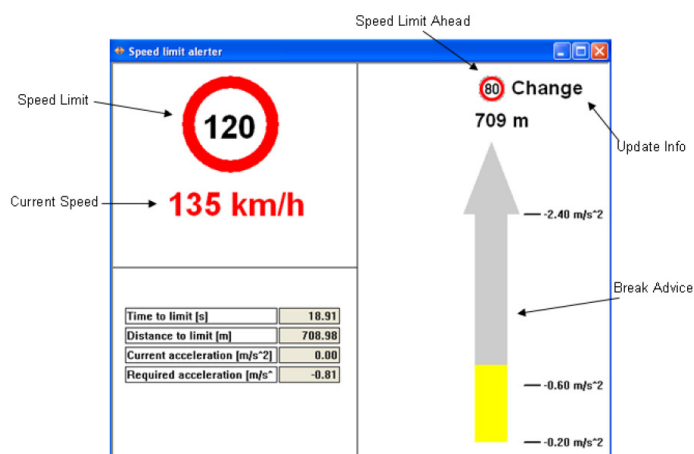 Speed Limit Ahead
Speed limit alerter
Speed Limit
120
80 Change
709 m
Update Info
Current Speed
135 km/h
-2.40 m/s^2
Break Advice
Time to limit [s] 18.91
Distance to limit [m] 708.98
Current acceleration [m/s^2] 0.00
Required acceleration [m/s^ -0.81
-0.60 m/s^2
-0.20 m/s^2